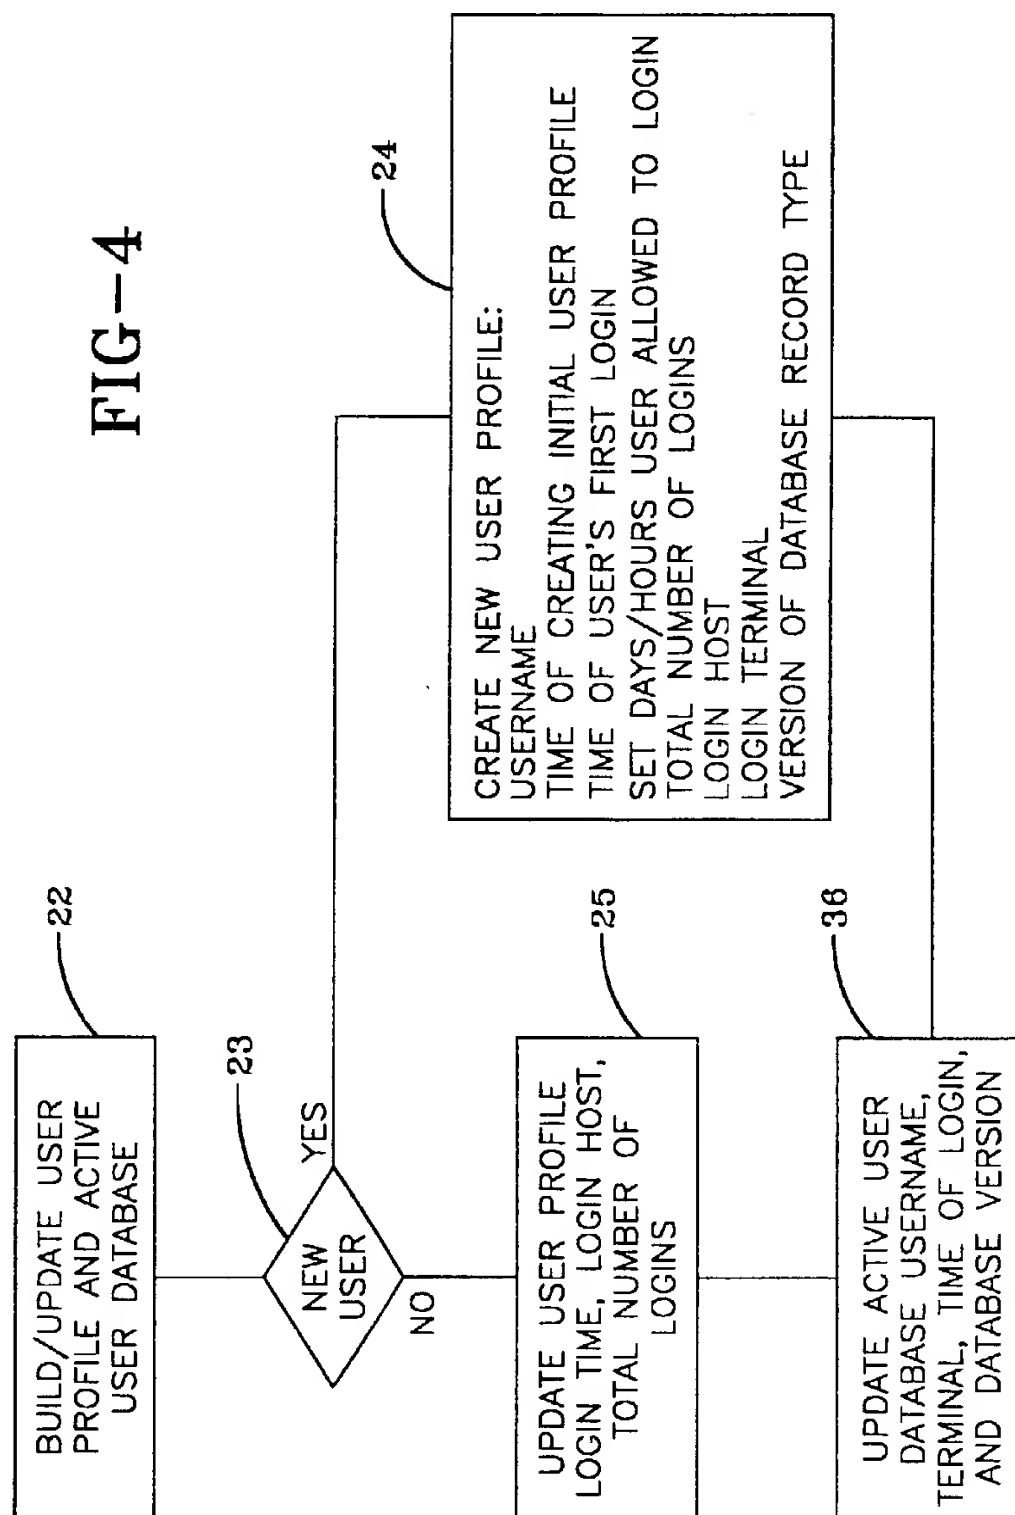 FIG-4
22
BUILD/UPDATE USER
PROFILE AND ACTIVE
USER DATABASE
23
NEW
USER
YES
NO
24
CREATE NEW USER PROFILE:
USERNAME
TIME OF CREATING INITIAL USER PROFILE
TIME OF USER'S FIRST LOGIN
SET DAYS/HOURS USER ALLOWED TO LOGIN
TOTAL NUMBER OF LOGINS
LOGIN HOST
LOGIN TERMINAL
VERSION OF DATABASE RECORD TYPE
25
UPDATE USER PROFILE
LOGIN TIME, LOGIN HOST,
TOTAL NUMBER OF
LOGINS
36
UPDATE ACTIVE USER
DATABASE USERNAME,
TERMINAL, TIME OF LOGIN,
AND DATABASE VERSION